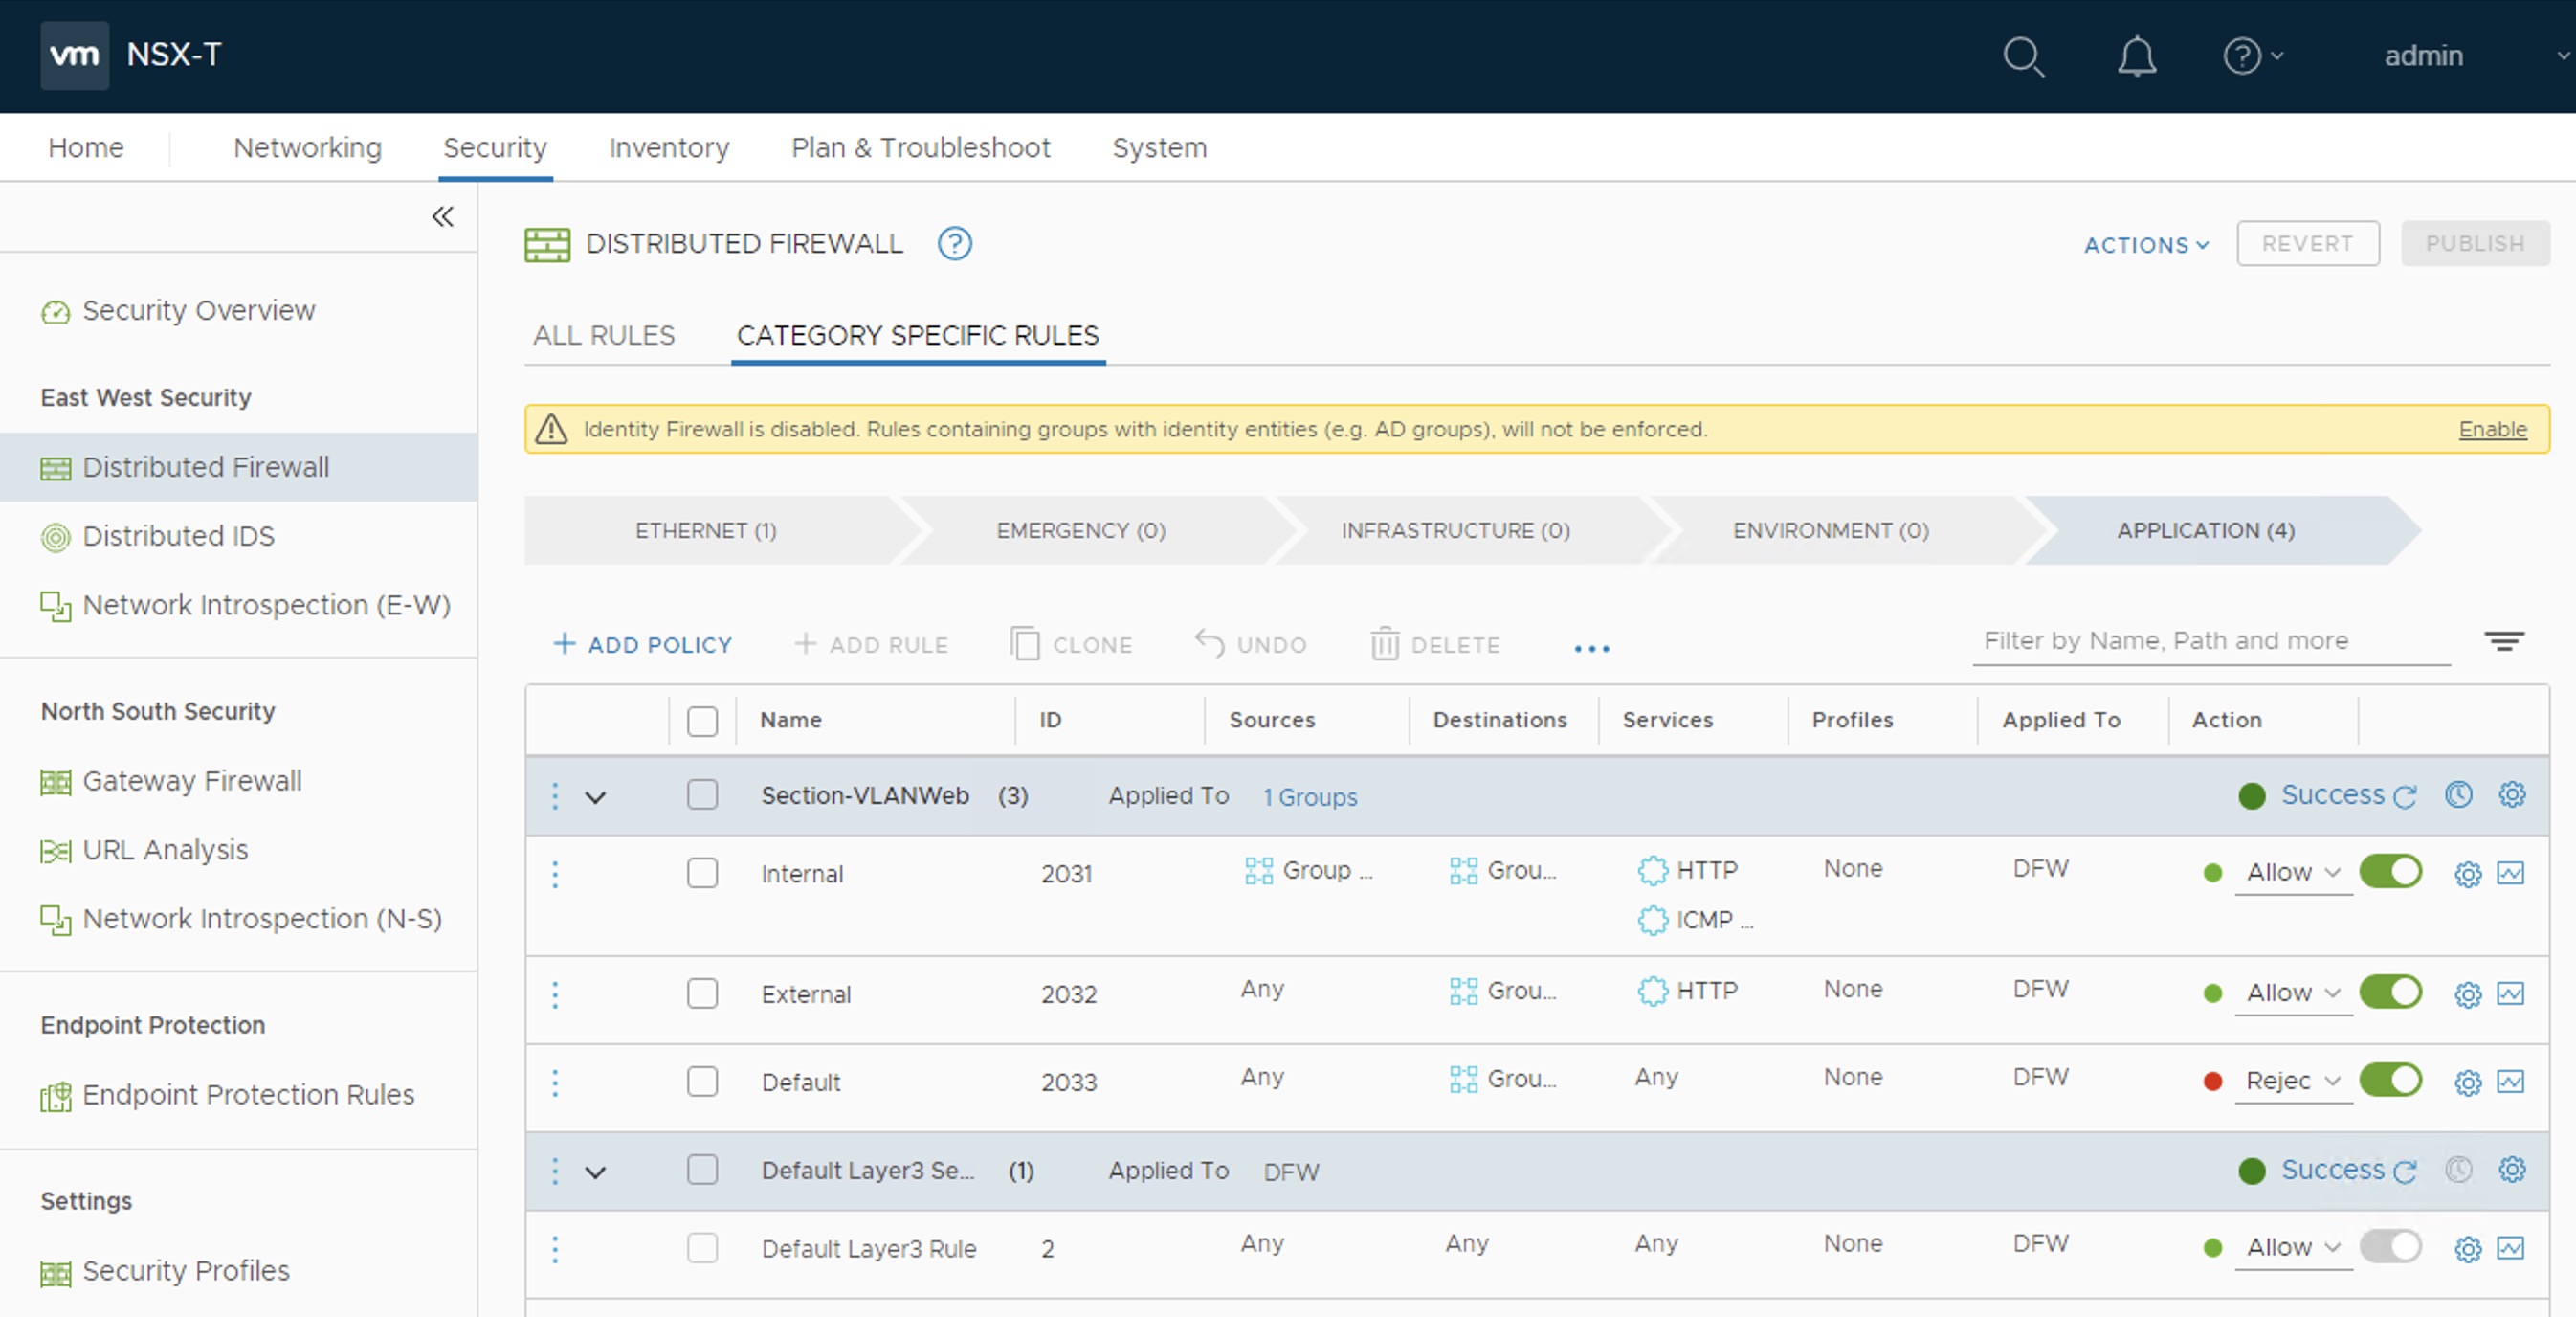 vm NSX-T admin
Home Networking Security Inventory Plan & Troubleshoot System
DISTRIBUTED FIREWALL ACTIONS REVERT PUBLISH
Security Overview
ALL RULES CATEGORY SPECIFIC RULES
East West Security
Identity Firewall is disabled. Rules containing groups with identity entities (e.g. AD groups), will not be enforced. Enable
Distributed Firewall
Distributed IDS
Network Introspection (E-W)
ETHERNET (1) EMERGENCY (0) INFRASTRUCTURE (0) ENVIRONMENT (0) APPLICATION (4)
ADD POLICY ADD RULE CLONE UNDO DELETE ... Filter by Name, Path and more
North South Security
Gateway Firewall
URL Analysis
Network Introspection (N-S)
Endpoint Protection
Endpoint Protection Rules
Settings
Security Profiles
Name ID Sources Destinations Services Profiles Applied To Action
Section-VLANWeb (3) Applied To 1 Groups Success
Internal 2031 Group ... Grou... HTTP None DFW Allow
ICMP ...
External 2032 Any Grou... HTTP None DFW Allow
Default 2033 Any Grou... Any None DFW Rejec
Default Layer3 Se... (1) Applied To DFW Success
Default Layer3 Rule 2 Any Any Any None DFW Allow